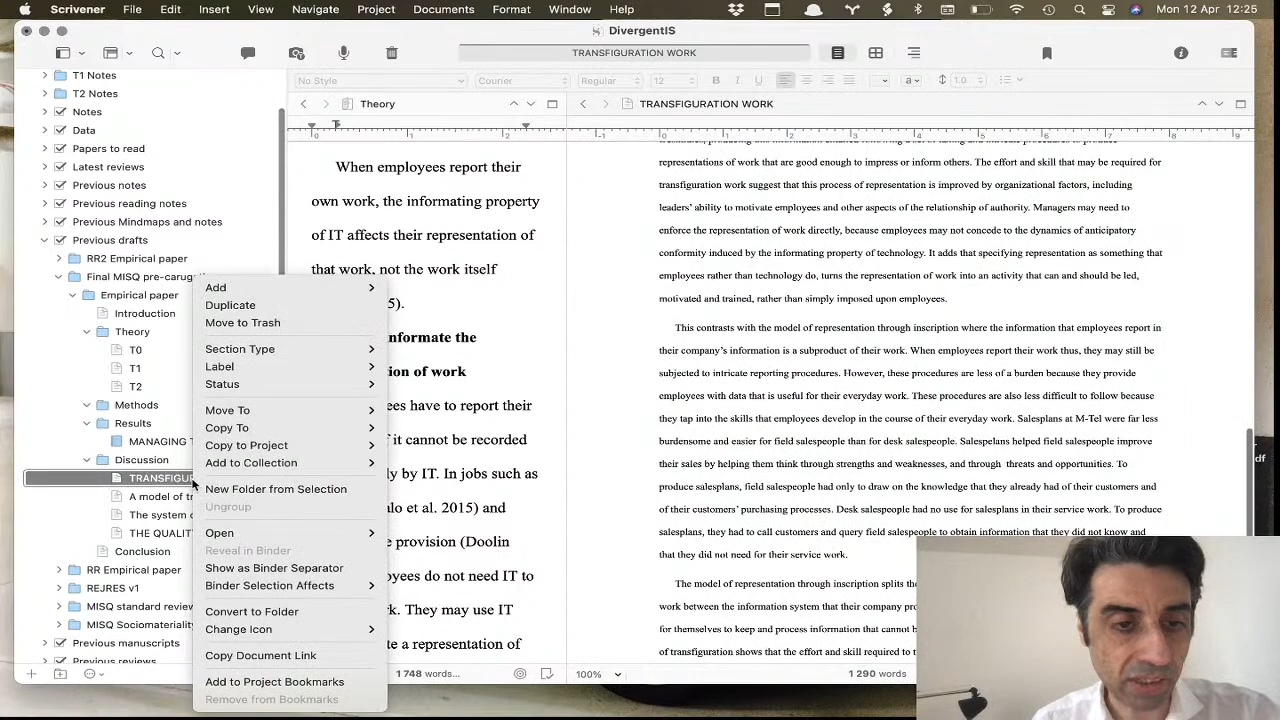 Scrivener File Edit Insert View Navigate Project Documents Format Window Help Mon 12 Apr 12:25
DivergentIS
TRANSFIGURATION WORK
No Style Courier Regular 12 B I U a 1.0
Theory
TRANSFIGURATION WORK
0 1 2
-1 0 1 2 3 4 5 6 7 8 9
T1 Notes
T2 Notes
Notes
Data
Papers to read
Latest reviews
Previous notes
Previous reading notes
Previous Mindmaps and notes
Previous drafts
RR2 Empirical paper
Final MISQ pre-carug
Empirical paper
Introduction
Theory
T0
T1
T2
Methods
Results
MANAGING T
Discussion
TRANSFIGUR
A model of tr
The system o
THE QUALIT
Conclusion
RR Empirical paper
REJRES v1
MISQ standard review
MISQ Sociomateriality
Previous manuscripts
Previous reviews
Add
Duplicate
Move to Trash
Section Type
Label
Status
Move To
Copy To
Copy to Project
Add to Collection
New Folder from Selection
Ungroup
Open
Reveal in Binder
Show as Binder Separator
Binder Selection Affects
Convert to Folder
Change Icon
Copy Document Link
Add to Project Bookmarks
Remove from Bookmarks
When employees report their
own work, the informating property
of IT affects their representation of
that work, not the work itself
5).
nformate the
ion of work
ees have to report their
f it cannot be recorded
ly by IT. In jobs such as
lo et al. 2015) and
e provision (Doolin
oyees do not need IT to
k. They may use IT
te a representation of
1 748 words...
representations of work that are good enough to impress or inform others. The effort and skill that may be required for
transfiguration work suggest that this process of representation is improved by organizational factors, including
leaders' ability to motivate employees and other aspects of the relationship of authority. Managers may need to
enforce the representation of work directly, because employees may not concede to the dynamics of anticipatory
conformity induced by the informating property of technology. It adds that specifying representation as something that
employees rather than technology do, turns the representation of work into an activity that can and should be led,
motivated and trained, rather than simply imposed upon employees.
This contrasts with the model of representation through inscription where the information that employees report in
their company's information is a subproduct of their work. When employees report their work thus, they may still be
subjected to intricate reporting procedures. However, these procedures are less of a burden because they provide
employees with data that is useful for their everyday work. These procedures are also less difficult to follow because
they tap into the skills that employees develop in the course of their everyday work. Salesplans at M-Tel were far less
burdensome and easier for field salespeople than for desk salespeople. Salespelans helped field salespeople improve
their sales by helping them think through strengths and weaknesses, and through threats and opportunities. To
produce salesplans, field salespeople had only to draw on the knowledge that they already had of their customers and
of their customers' purchasing processes. Desk salespeople had no use for salesplans in their service work. To produce
salesplans, they had to call customers and query field salespeople to obtain information that they did not know and
that they did not need for their service work.
The model of representation through inscription splits the
work between the information system that their company pro
for themselves to keep and process information that cannot b
of transfiguration shows that the effort and skill required to
100% 1 290 words
df